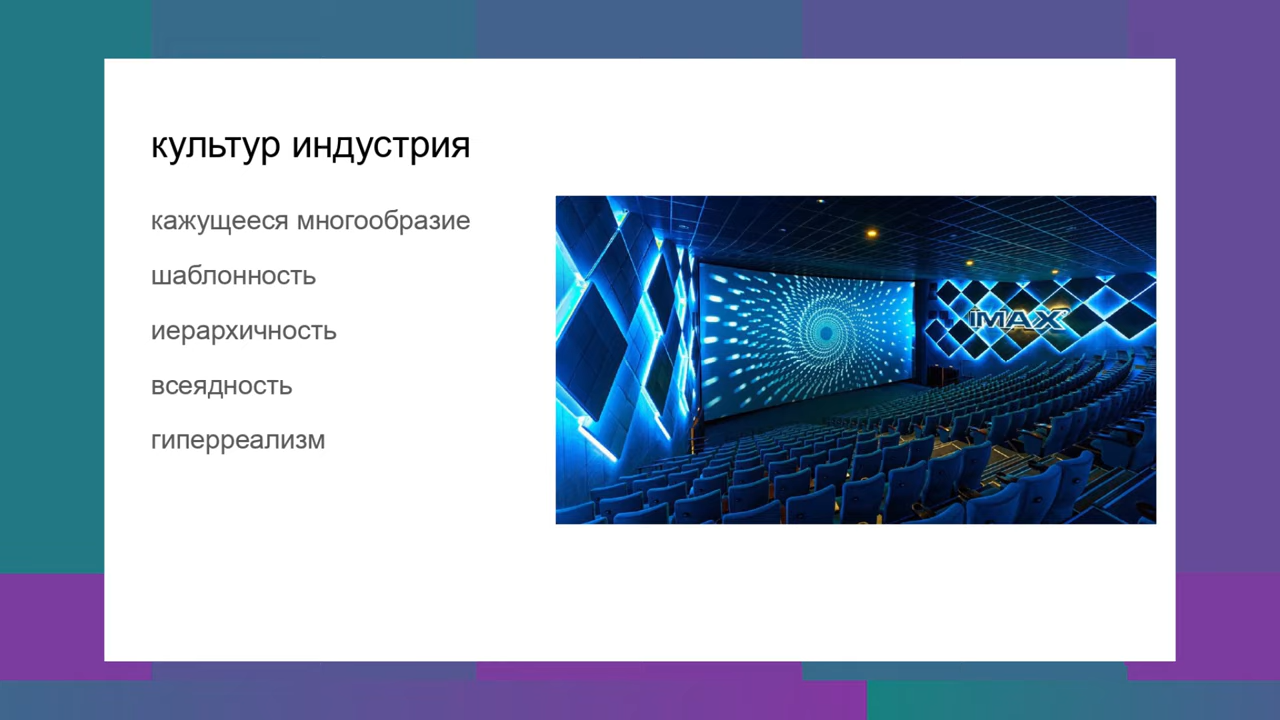 культур индустрия
кажущееся многообразие
шаблонность
иерархичность
всеядность
гиперреализм
IMAX